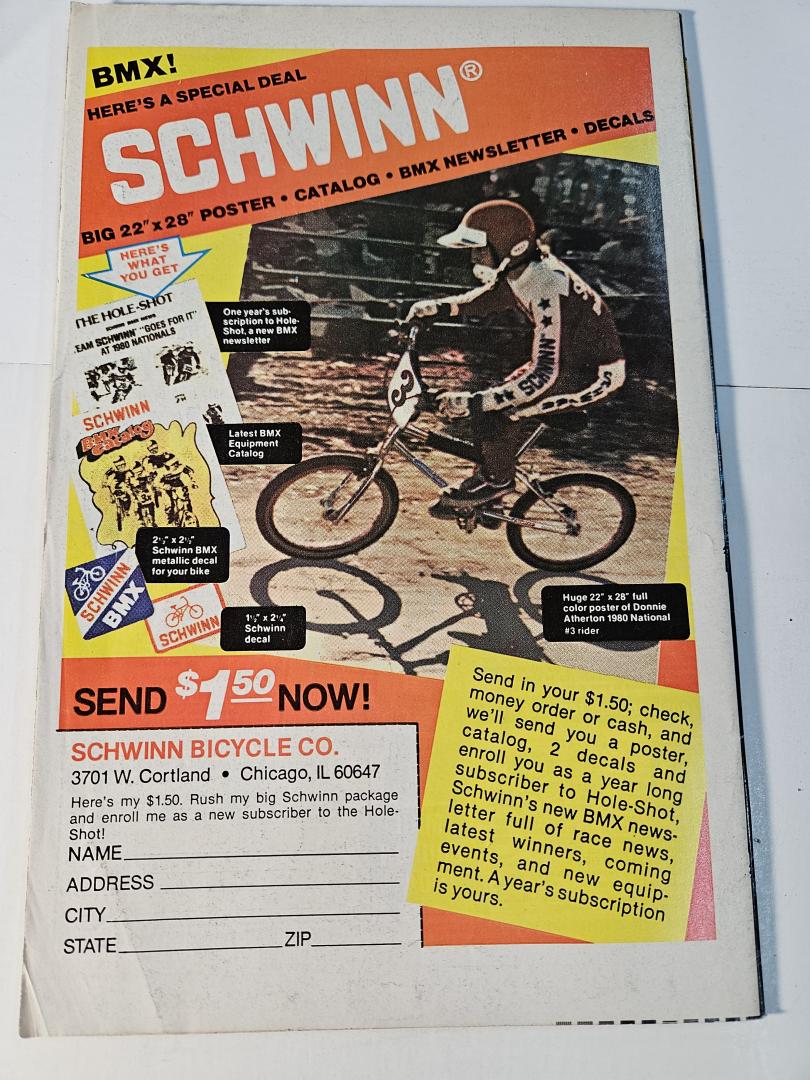 BMX!
HERE'S A SPECIAL DEAL
SCHWINN®
BIG 22" x 28" POSTER • CATALOG • BMX NEWSLETTER • DECALS
HERE'S
WHAT
YOU GET
THE HOLE-SHOT
SCHWINN BMX NEWS
EAM SCHWINN "GOES FOR IT"
AT 1980 NATIONALS
One year's sub-
scription to Hole-
Shot, a new BMX
newsletter
SCHWINN
BMX
Catalog
Latest BMX
Equipment
Catalog
2½" x 2½"
Schwinn BMX
metallic decal
for your bike
SCHWINN
BMX
SCHWINN
1½" x 2¼"
Schwinn
decal
3
SCHWINN
Huge 22" x 28" full
color poster of Donnie
Atherton 1980 National
#3 rider
SEND $1.50 NOW!
SCHWINN BICYCLE CO.
3701 W. Cortland • Chicago, IL 60647
Here's my $1.50. Rush my big Schwinn package
and enroll me as a new subscriber to the Hole-
Shot!
NAME
ADDRESS
CITY
STATE ZIP
Send in your $1.50; check,
money order or cash, and
we'll send you a poster,
catalog, 2 decals and
enroll you as a year long
subscriber to Hole-Shot,
Schwinn's new BMX news-
letter full of race news,
latest winners, coming
events, and new equip-
ment. A year's subscription
is yours.